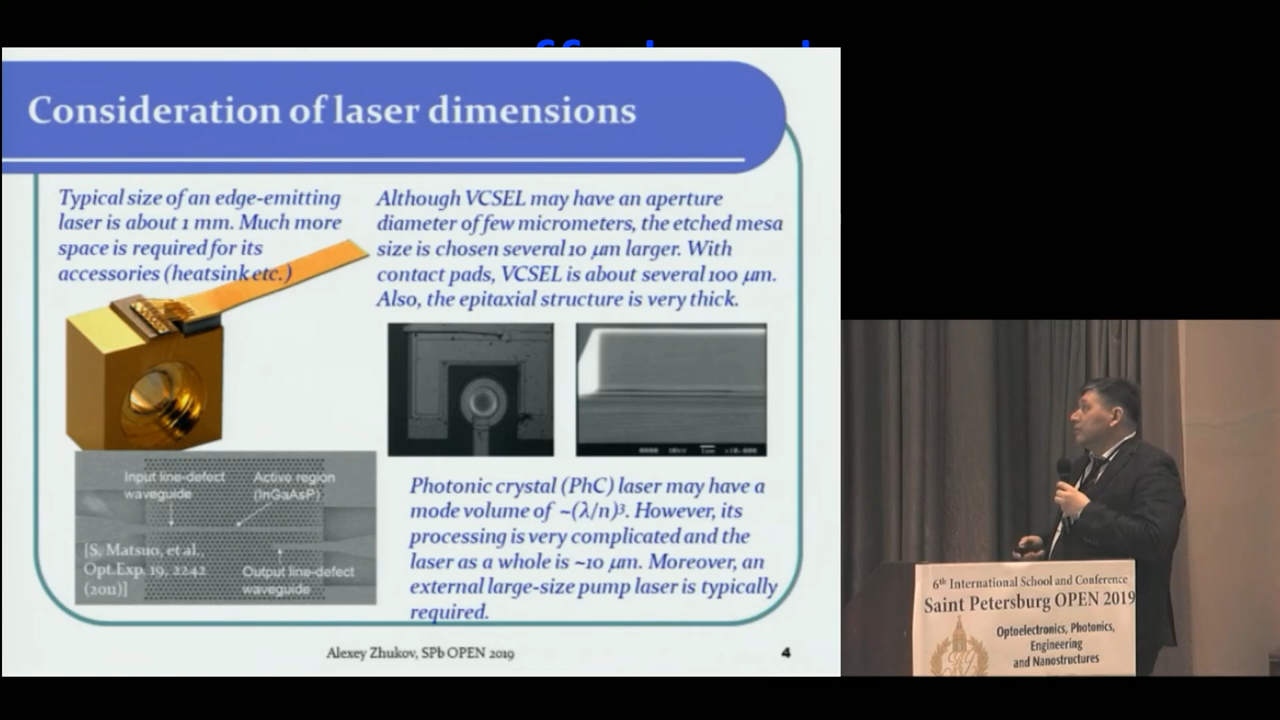 Consideration of laser dimensions
Typical size of an edge-emitting
laser is about 1 mm. Much more
space is required for its
accessories (heatsink etc.)
Although VCSEL may have an aperture
diameter of few micrometers, the etched mesa
size is chosen several 10 μm larger. With
contact pads, VCSEL is about several 100 μm.
Also, the epitaxial structure is very thick.
Input line-defect
waveguide
Active region
(InGaAsP)
[S. Matsuo, et al.,
Opt.Exp. 19, 2242
(2011)]
Output line-defect
waveguide
Photonic crystal (PhC) laser may have a
mode volume of ~(λ/n)³. However, its
processing is very complicated and the
laser as a whole is ~10 μm. Moreover, an
external large-size pump laser is typically
required.
Alexey Zhukov, SPb OPEN 2019
4
6th International School and Conference
Saint Petersburg OPEN 2019
Optoelectronics, Photonics,
Engineering
and Nanostructures